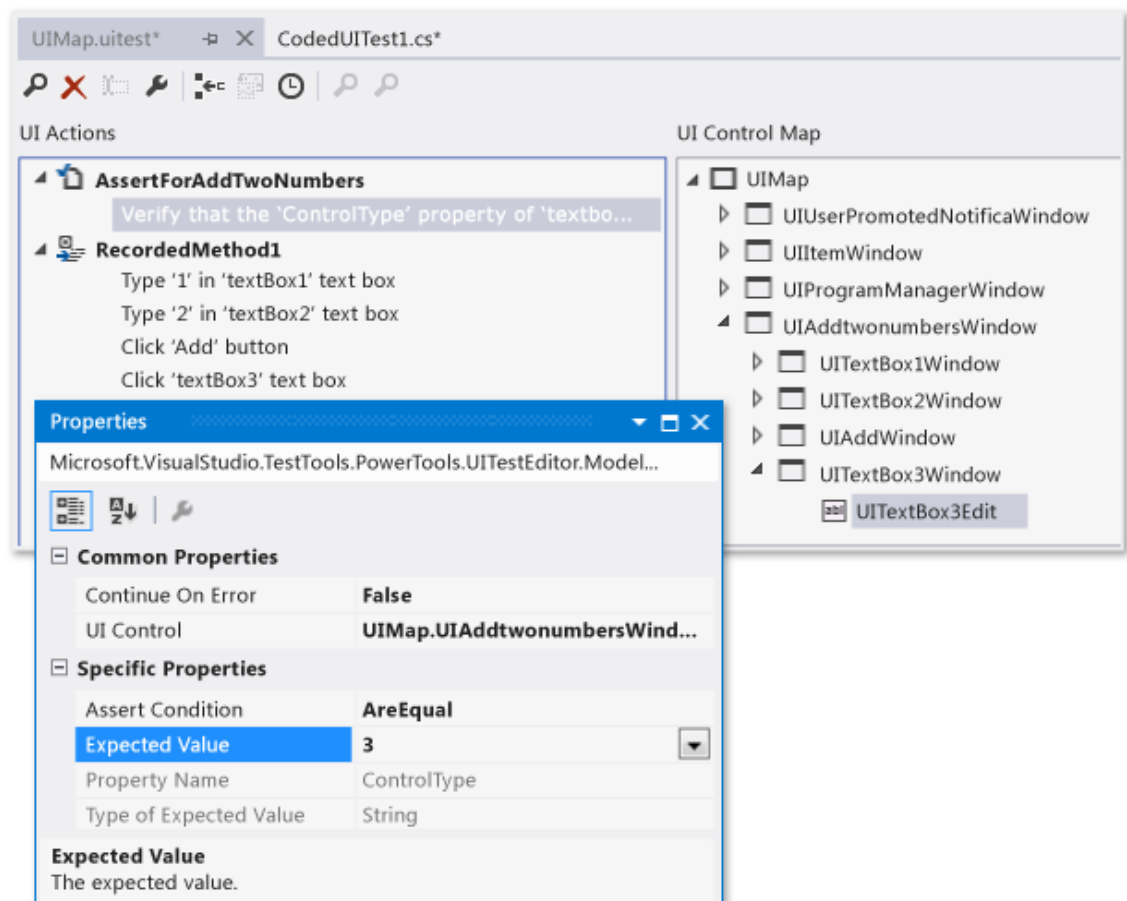 UIMap.uitest* CodedUITest1.cs*
UI Actions
AssertForAddTwoNumbers
Verify that the 'ControlType' property of 'textbo...
RecordedMethod1
Type '1' in 'textBox1' text box
Type '2' in 'textBox2' text box
Click 'Add' button
Click 'textBox3' text box
UI Control Map
UIMap
UIUserPromotedNotificaWindow
UIItemWindow
UIProgramManagerWindow
UIAddtwonumbersWindow
UITextBox1Window
UITextBox2Window
UIAddWindow
UITextBox3Window
abl UITextBox3Edit
Properties
Microsoft.VisualStudio.TestTools.PowerTools.UITestEditor.Model...
A Z
Common Properties
Continue On Error False
UI Control UIMap.UIAddtwonumbersWind...
Specific Properties
Assert Condition AreEqual
Expected Value 3
Property Name ControlType
Type of Expected Value String
Expected Value
The expected value.